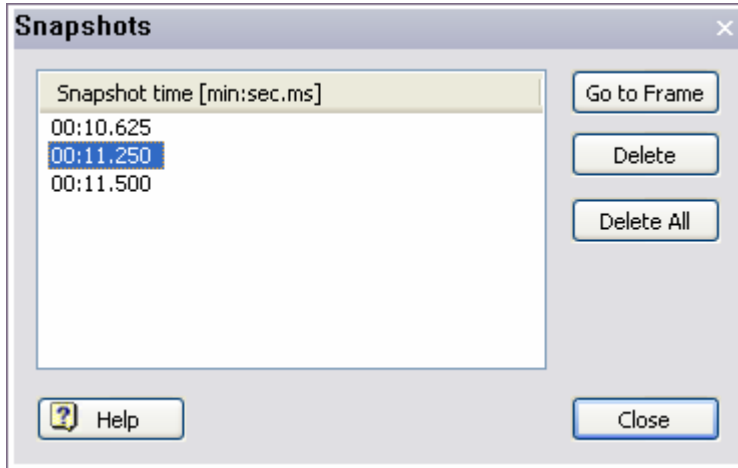 Snapshots
Snapshot time [min:sec.ms]
00:10.625
00:11.250
00:11.500
Go to Frame
Delete
Delete All
Help
Close